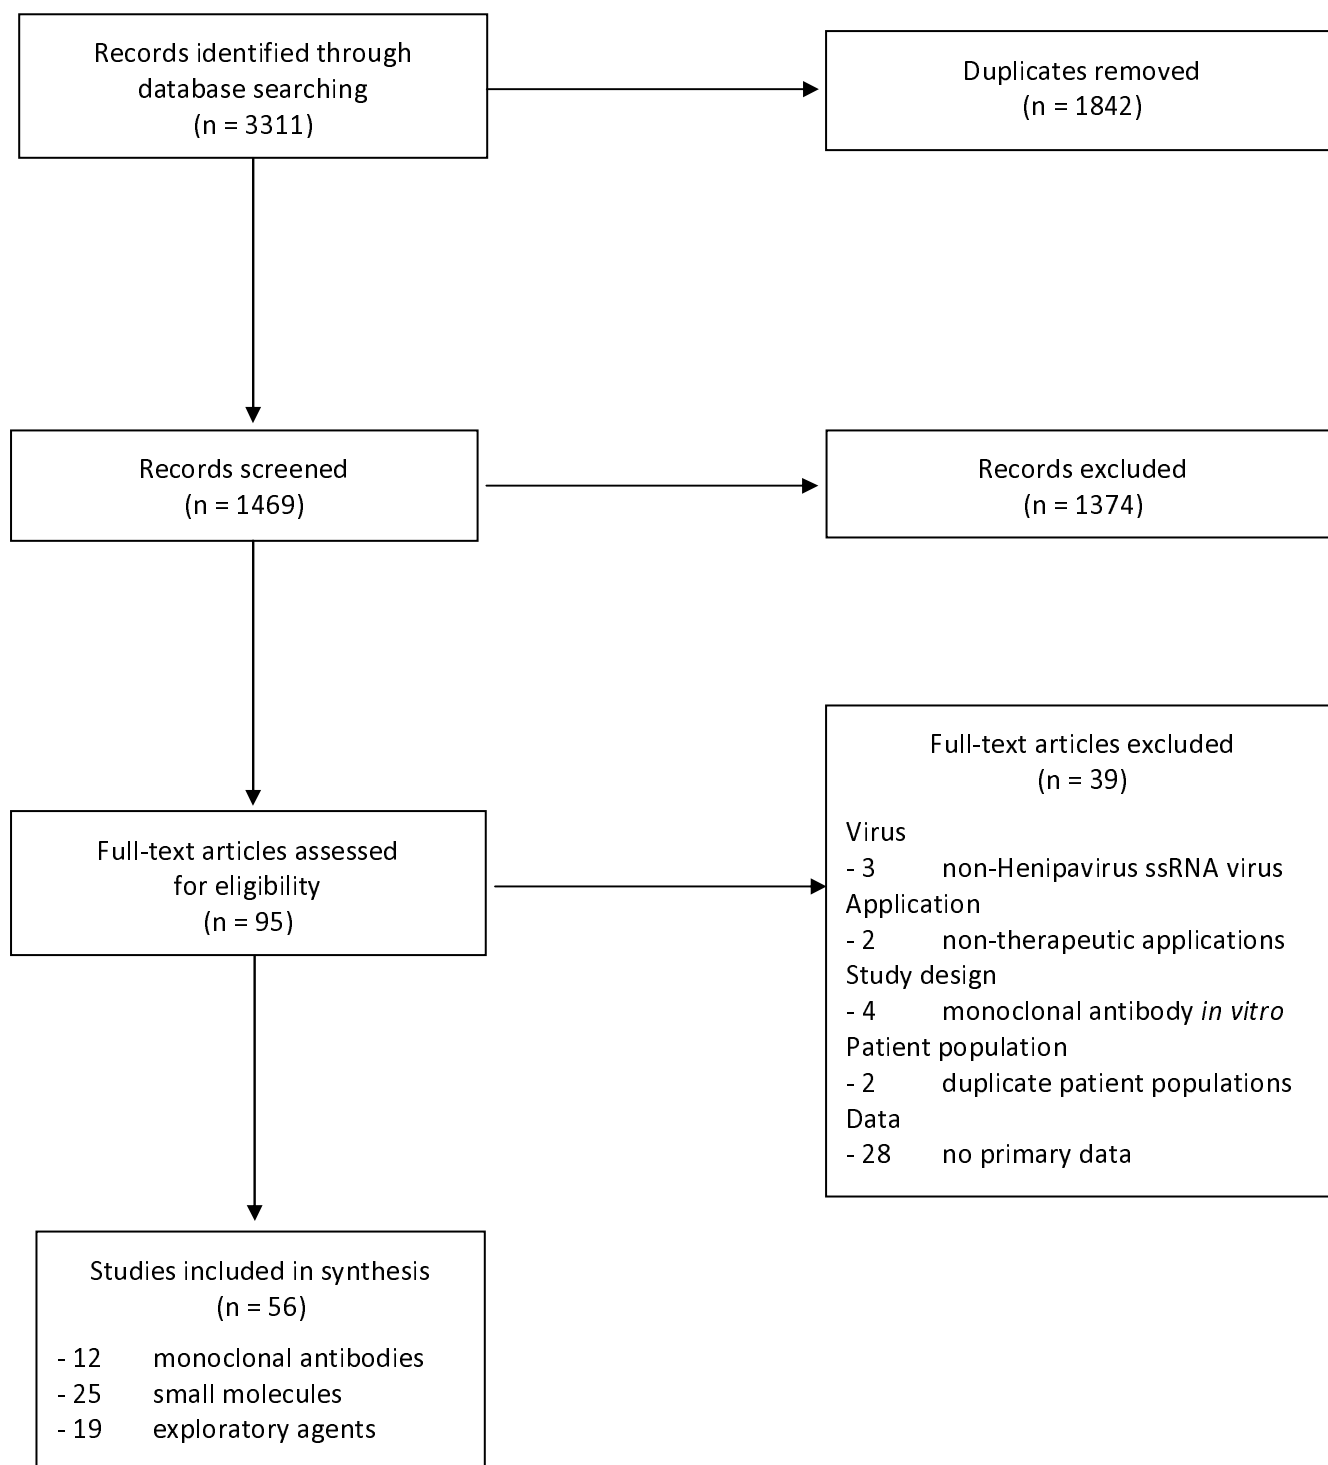 Records identified through
database searching
(n = 3311)
Duplicates removed
(n = 1842)
Records screened
(n = 1469)
Records excluded
(n = 1374)
Full-text articles assessed
for eligibility
(n = 95)
Full-text articles excluded
(n = 39)
Virus
- 3 non-Henipavirus ssRNA virus
Application
- 2 non-therapeutic applications
Study design
- 4 monoclonal antibody in vitro
Patient population
- 2 duplicate patient populations
Data
- 28 no primary data
Studies included in synthesis
(n = 56)
- 12 monoclonal antibodies
- 25 small molecules
- 19 exploratory agents